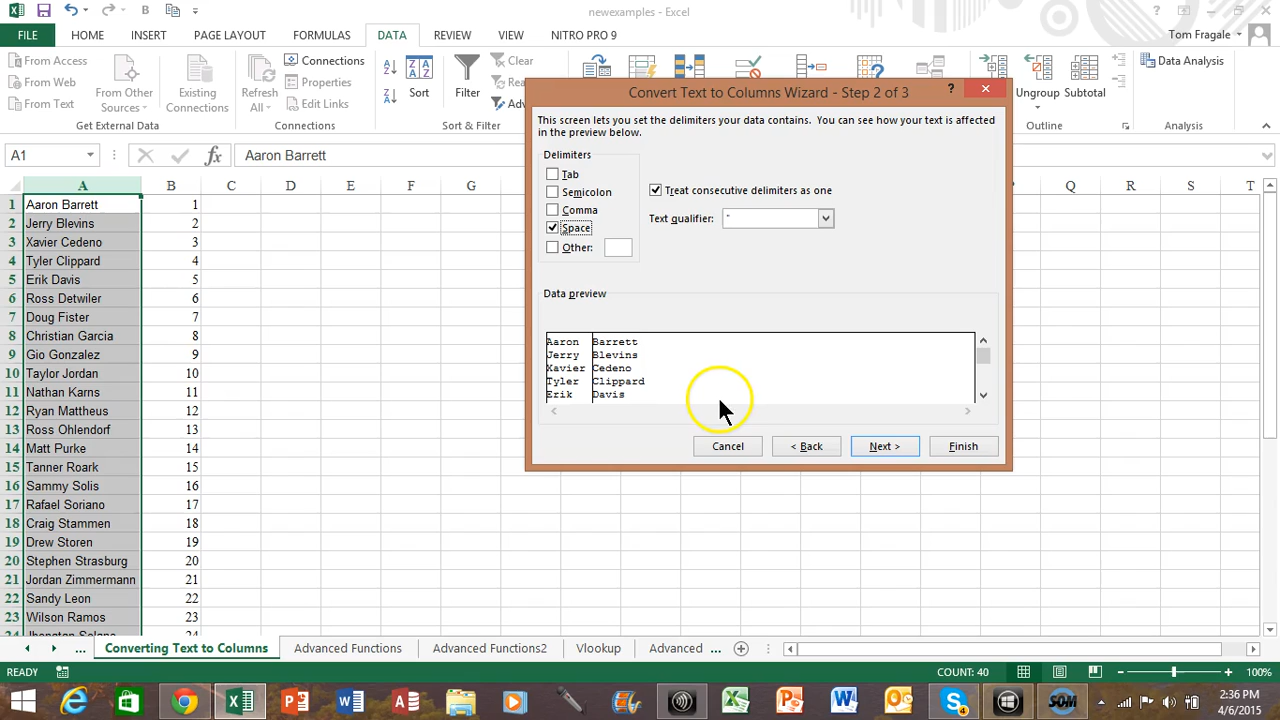 newexamples - Excel
FILE HOME INSERT PAGE LAYOUT FORMULAS DATA REVIEW VIEW NITRO PRO 9 Tom Fragale
From Access
From Web
From Text
From Other Sources
Existing Connections
Get External Data
Refresh All
Connections
Properties
Edit Links
Connections
Sort
Filter
Clear
Sort & Filter
Ungroup
Subtotal
Outline
Data Analysis
Analysis
A1 fx Aaron Barrett
A B C D E F G Q R S T
1 Aaron Barrett 1
2 Jerry Blevins 2
3 Xavier Cedeno 3
4 Tyler Clippard 4
5 Erik Davis 5
6 Ross Detwiler 6
7 Doug Fister 7
8 Christian Garcia 8
9 Gio Gonzalez 9
10 Taylor Jordan 10
11 Nathan Karns 11
12 Ryan Mattheus 12
13 Ross Ohlendorf 13
14 Matt Purke 14
15 Tanner Roark 15
16 Sammy Solis 16
17 Rafael Soriano 17
18 Craig Stammen 18
19 Drew Storen 19
20 Stephen Strasburg 20
21 Jordan Zimmermann 21
22 Sandy Leon 22
23 Wilson Ramos 23
Convert Text to Columns Wizard - Step 2 of 3
This screen lets you set the delimiters your data contains. You can see how your text is affected
in the preview below.
Delimiters
Tab
Semicolon
Comma
Space
Other:
Treat consecutive delimiters as one
Text qualifier: "
Data preview
Aaron Barrett
Jerry Blevins
Xavier Cedeno
Tyler Clippard
Erik Davis
Cancel < Back Next > Finish
... Converting Text to Columns Advanced Functions Advanced Functions2 Vlookup Advanced ...
READY COUNT: 40 100%
2:36 PM
4/6/2015